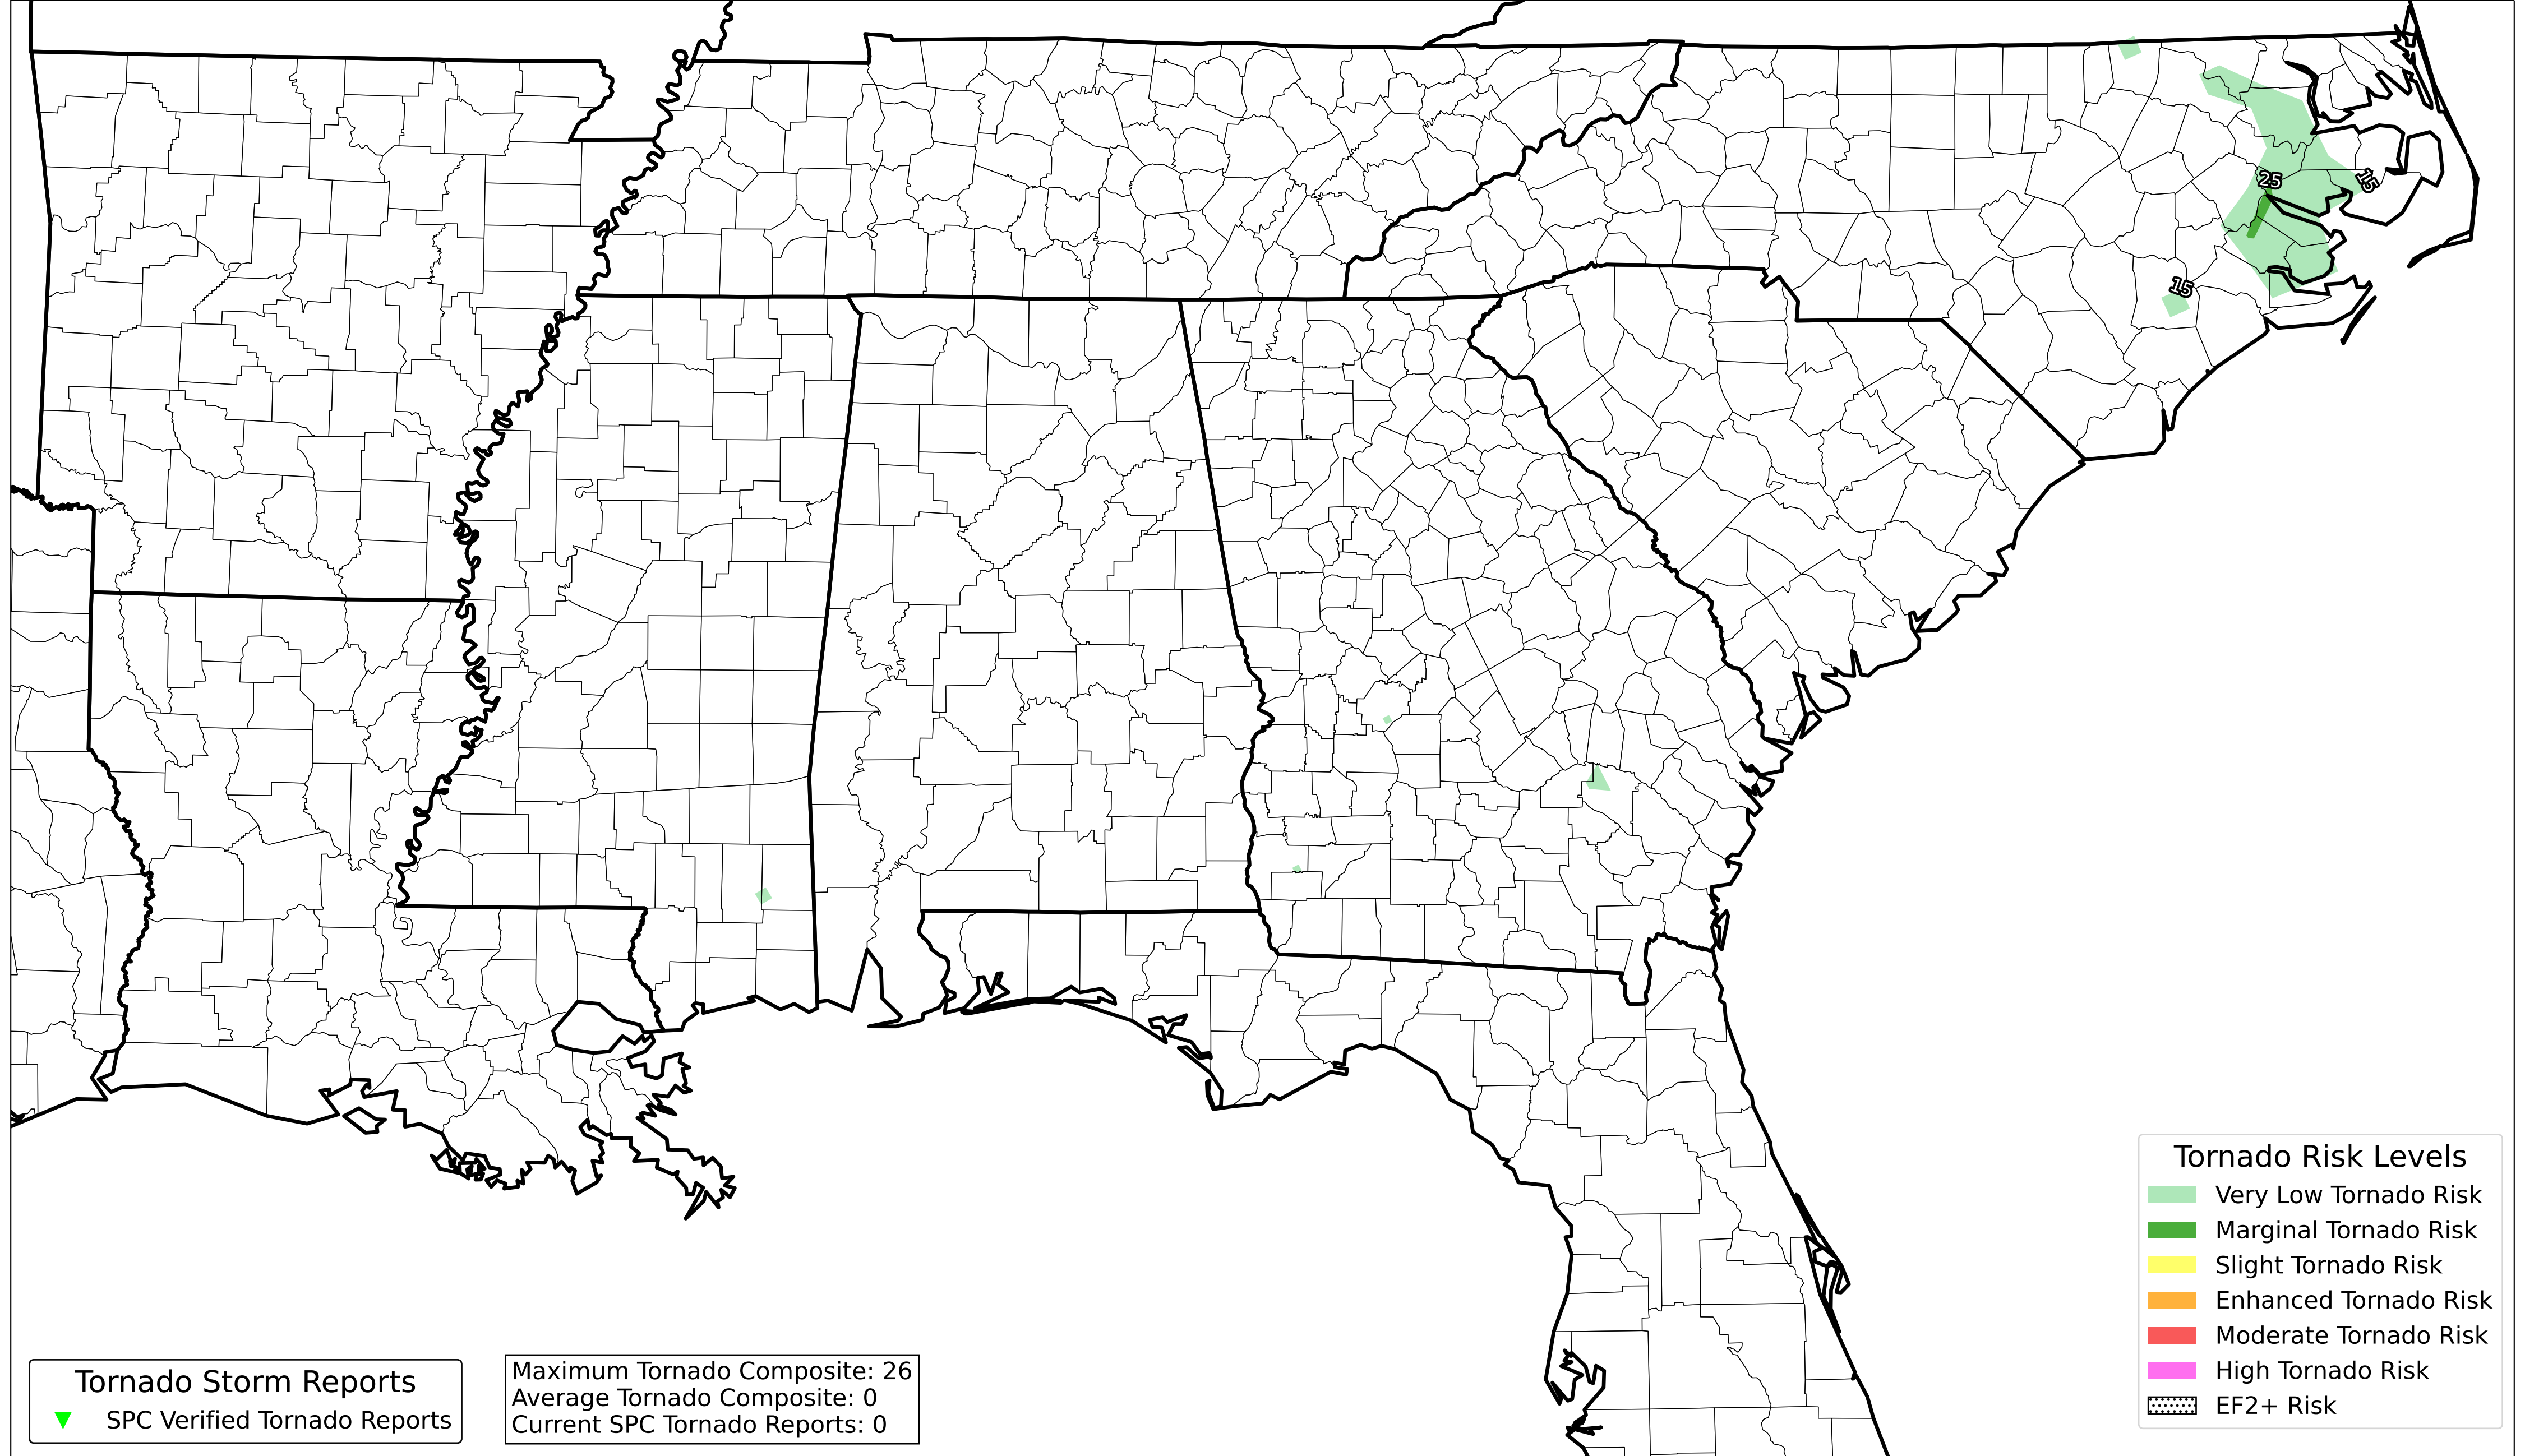 25
15
15
Tornado Risk Levels
Very Low Tornado Risk
Marginal Tornado Risk
Slight Tornado Risk
Enhanced Tornado Risk
Moderate Tornado Risk
High Tornado Risk
EF2+ Risk
Tornado Storm Reports
SPC Verified Tornado Reports
Maximum Tornado Composite: 26
Average Tornado Composite: 0
Current SPC Tornado Reports: 0